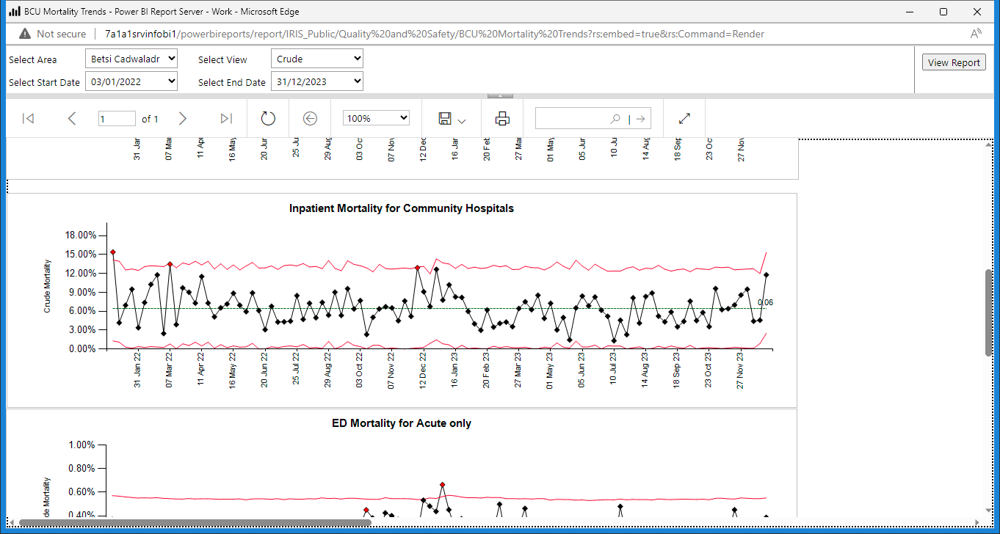 BCU Mortality Trends - Power BI Report Server - Work - Microsoft Edge
Not secure | 7a1a1srvinfobi1/powerbireports/report/IRIS_Public/Quality%20and%20Safety/BCU%20Mortality%20Trends?rs:embed=true&rs:Command=Render
Select Area Betsi Cadwaladr Select View Crude View Report
Select Start Date 03/01/2022 Select End Date 31/12/2023
1 of 1 100%
31 Jan 07 Mar 11 Apr 16 May 20 Jun 25 Ju 29 Aug 03 Oct 07 Nov 12 Dec 16 Jan 20 Feb 27 Mar 01 May 05 Jun 10 Ju 14 Aug 18 Sep 23 Oct 27 Nov
Inpatient Mortality for Community Hospitals
Crude Mortality
18.00%
15.00%
12.00%
9.00%
0.06
6.00%
3.00%
0.00%
31 Jan 22 07 Mar 22 11 Apr 22 16 May 22 20 Jun 22 25 Jul 22 29 Aug 22 03 Oct 22 07 Nov 22 12 Dec 22 16 Jan 23 20 Feb 23 27 Mar 23 01 May 23 05 Jun 23 10 Jul 23 14 Aug 23 18 Sep 23 23 Oct 23 27 Nov 23
ED Mortality for Acute only
de Mortality
1.00%
0.80%
0.60%
0.40%